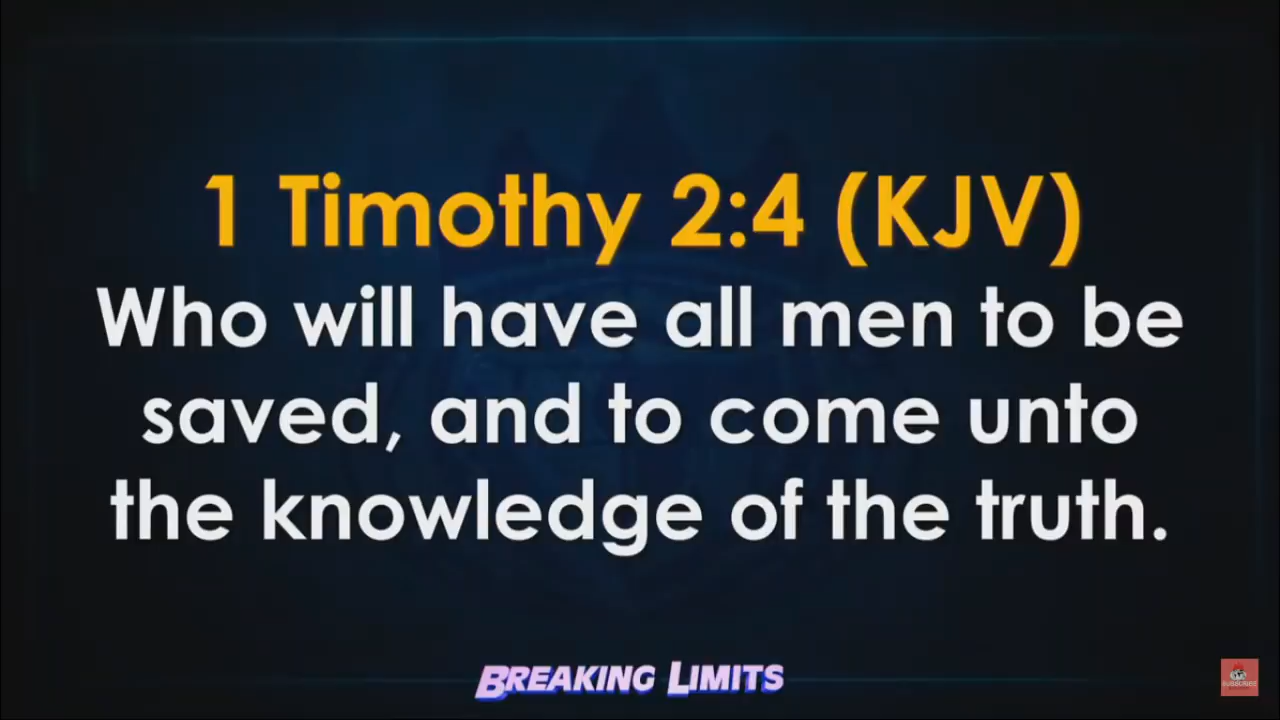 1 Timothy 2:4 (KJV)
Who will have all men to be
saved, and to come unto
the knowledge of the truth.
BREAKING LIMITS
SUBSCRIBE